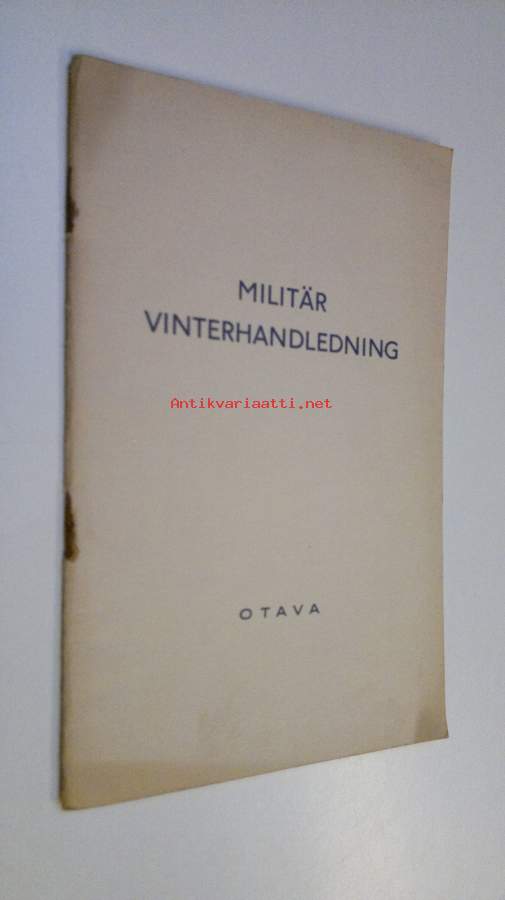 MILITÄR
VINTERHANDLEDNING
Antikvariaatti.net
OTAVA